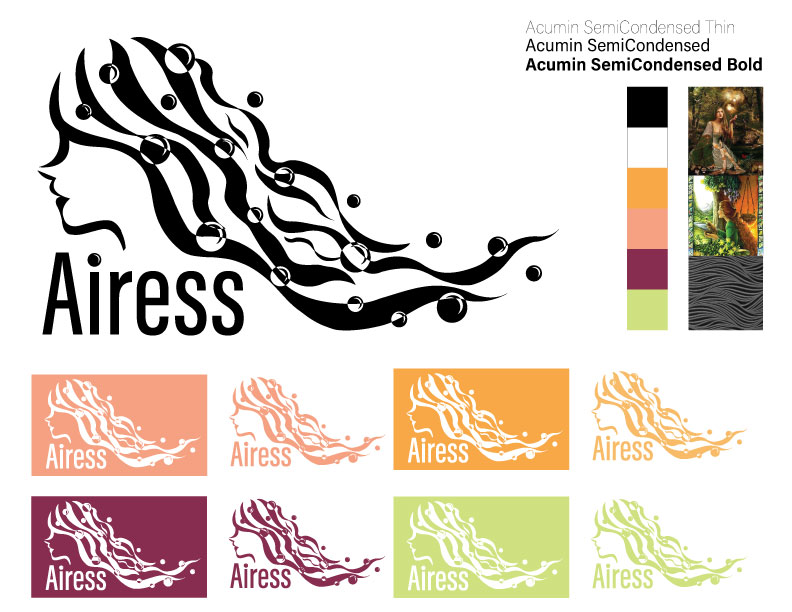 Acumin SemiCondensed Thin
Acumin SemiCondensed
Acumin SemiCondensed Bold
Airess
Airess
Airess
Airess
Airess
Airess
Airess
Airess
Airess